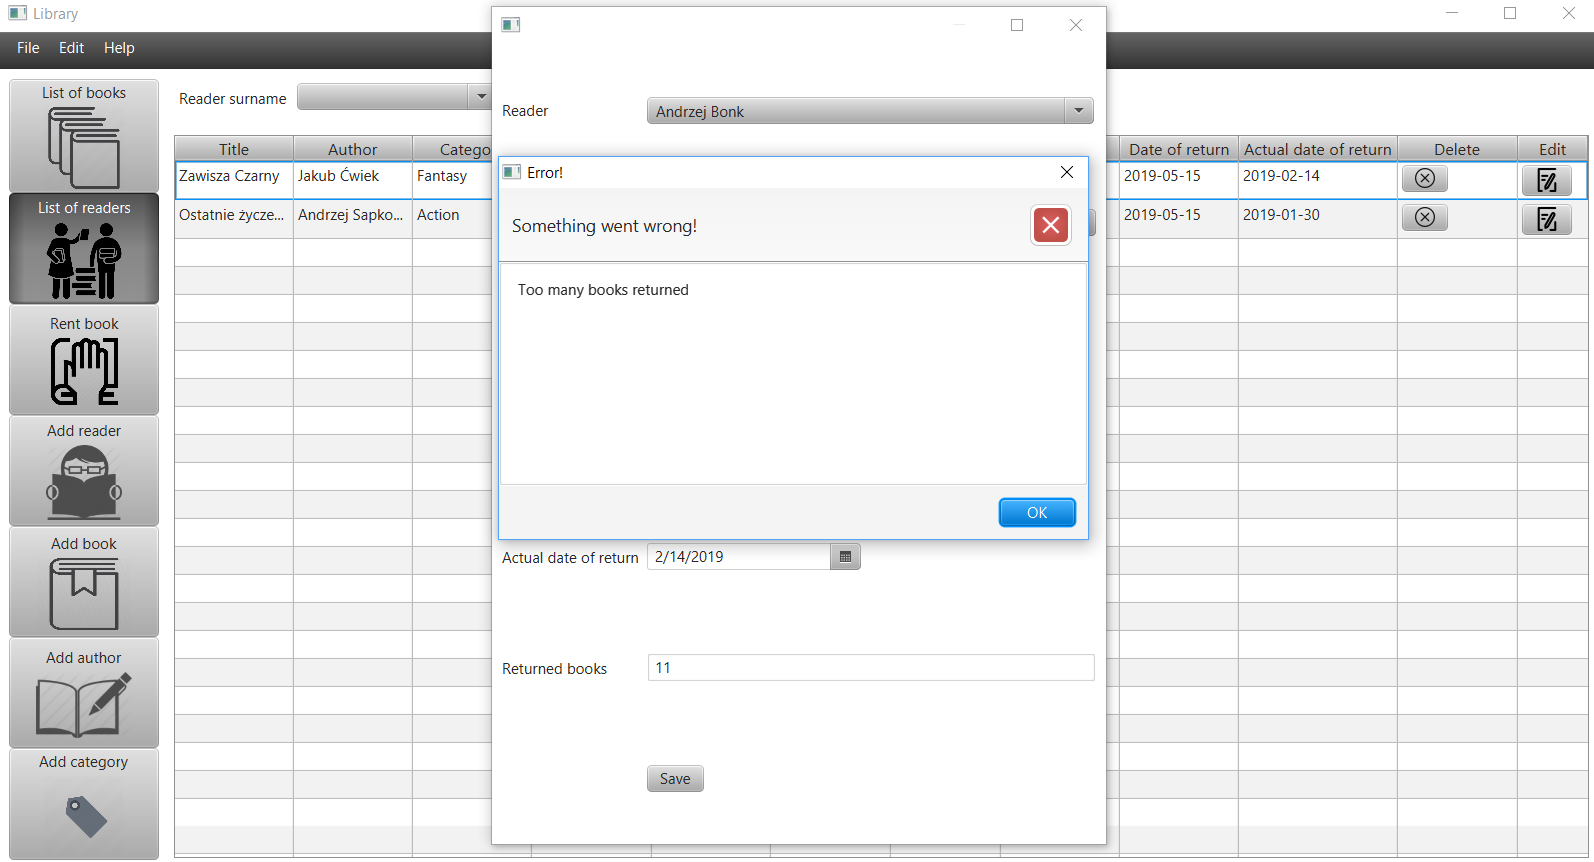 Library
File Edit Help
List of books
List of readers
Rent book
Add reader
Add book
Add author
Add category
Reader surname
Title Author Catego Date of return Actual date of return Delete Edit
Zawisza Czarny Jakub Ćwiek Fantasy 2019-05-15 2019-02-14
Ostatnie życze... Andrzej Sapko... Action 2019-05-15 2019-01-30
Reader Andrzej Bonk
Error!
Something went wrong!
Too many books returned
OK
Actual date of return 2/14/2019
Returned books 11
Save